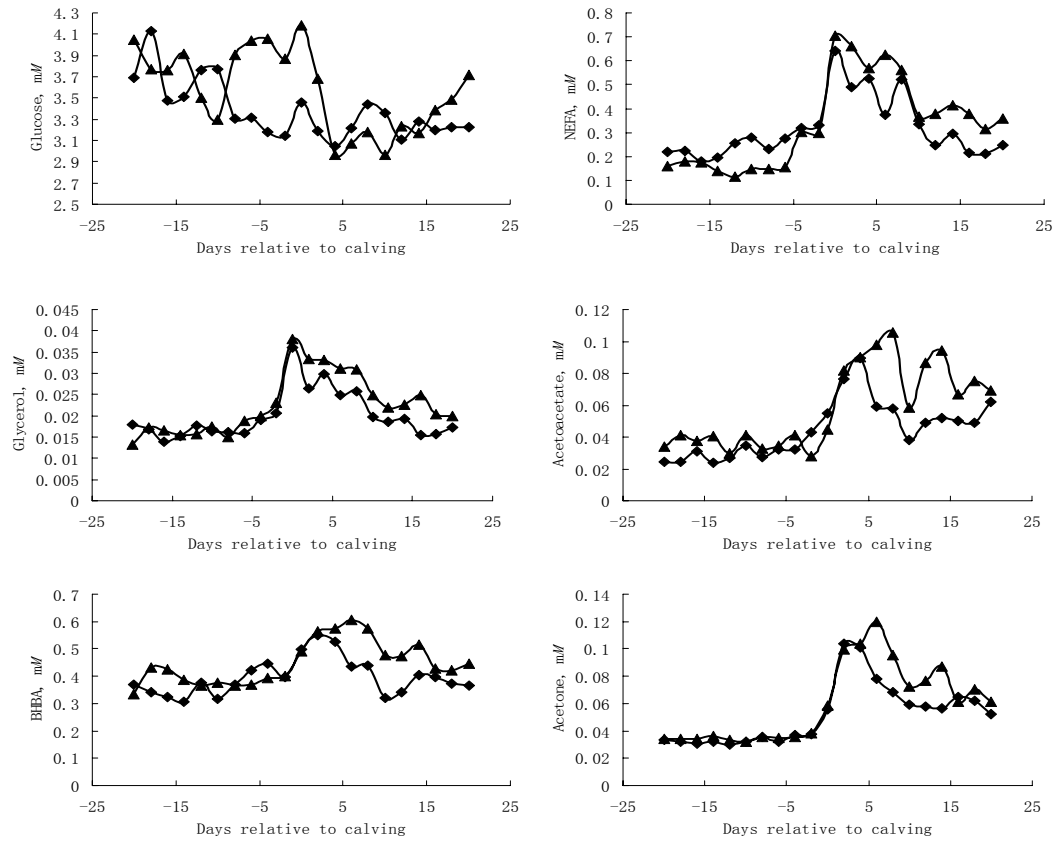 Glucose, mM
4.3
4.1
3.9
3.7
3.5
3.3
3.1
2.9
2.7
2.5
-25 -15 -5 5 15 25
Days relative to calving
NEFA, mM
0.8
0.7
0.6
0.5
0.4
0.3
0.2
0.1
0
-25 -15 -5 5 15 25
Days relative to calving
Glycerol, mM
0.045
0.04
0.035
0.03
0.025
0.02
0.015
0.01
0.005
0
-25 -15 -5 5 15 25
Days relative to calving
Acetoacetate, mM
0.12
0.1
0.08
0.06
0.04
0.02
0
-25 -15 -5 5 15 25
Days relative to calving
BHBA, mM
0.7
0.6
0.5
0.4
0.3
0.2
0.1
0
-25 -15 -5 5 15 25
Days relative to calving
Acetone, mM
0.14
0.12
0.1
0.08
0.06
0.04
0.02
0
-25 -15 -5 5 15 25
Days relative to calving